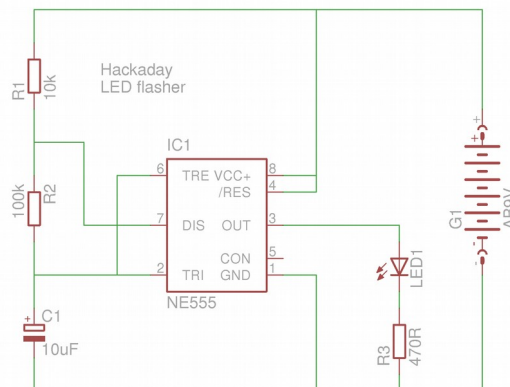 Hackaday
LED flasher
R1
10k
R2
100k
IC1
6
TRE
VCC+
8
/RES
4
7
DIS
OUT
3
CON
5
2
TRI
GND
1
NE555
C1
+
10uF
LED1
R3
470R
G1
+
+
-
-